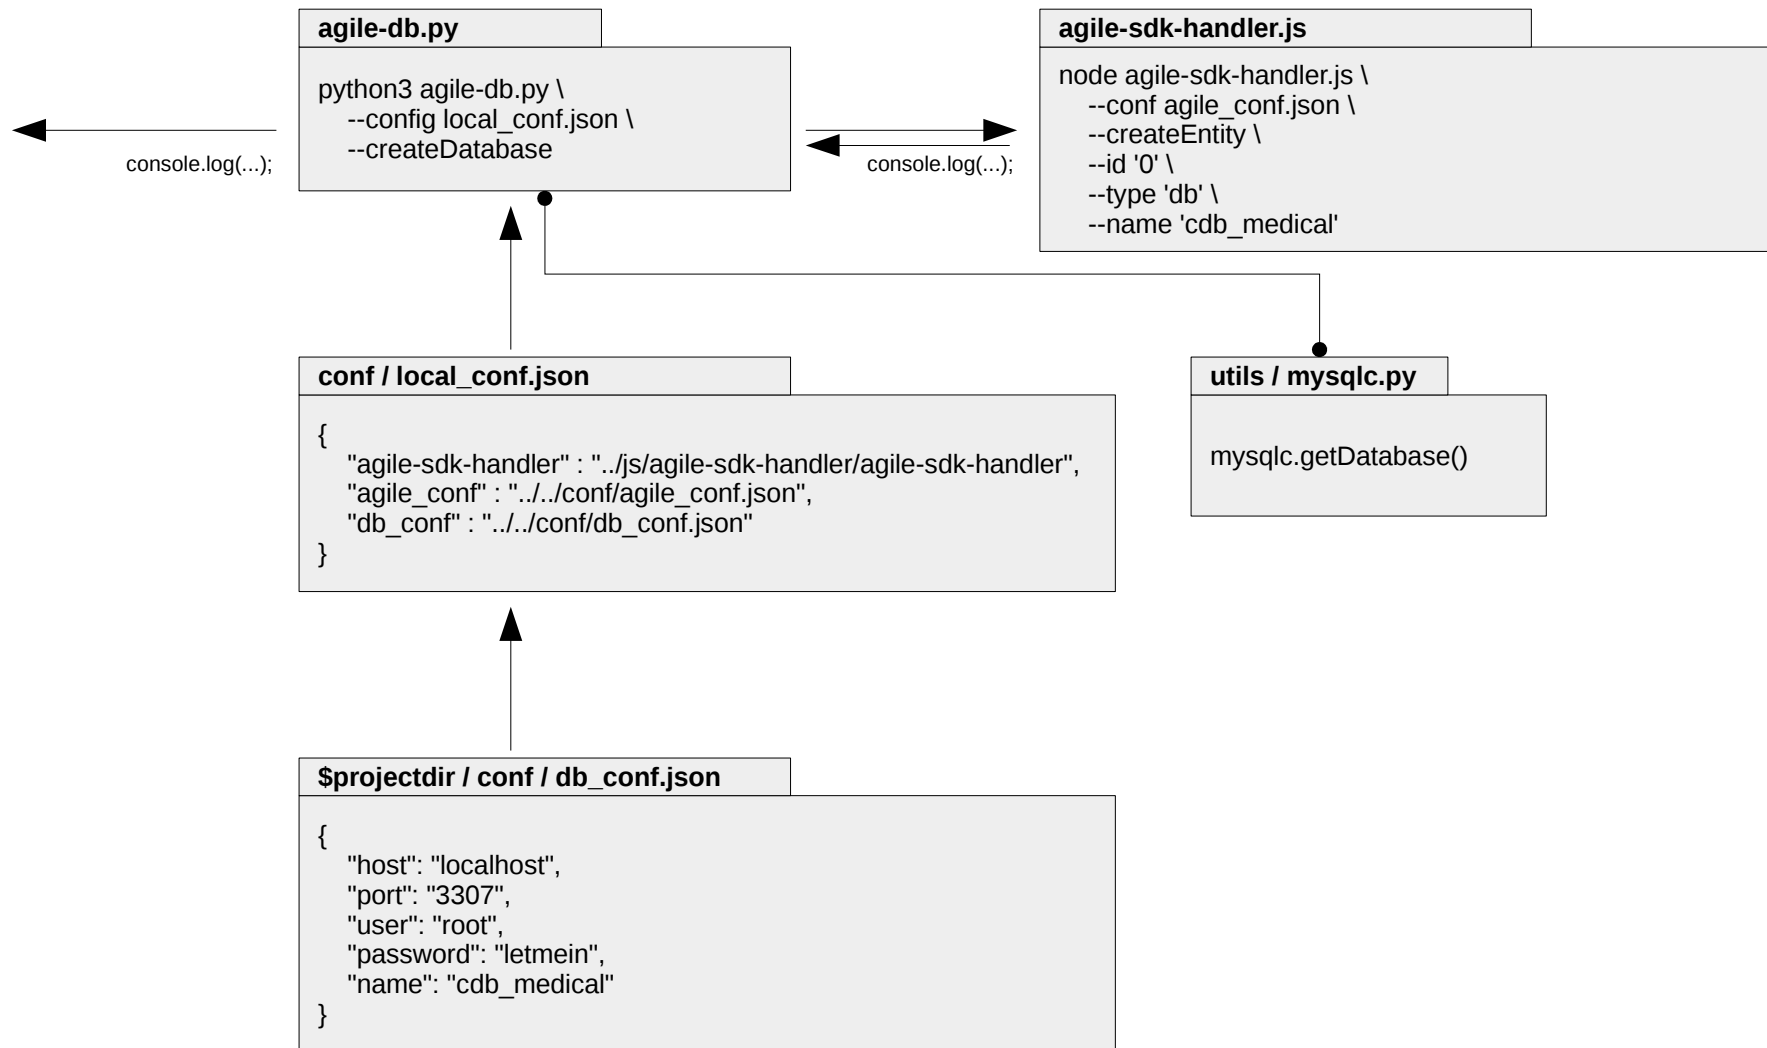 agile-db.py
python3 agile-db.py \
--config local_conf.json \
--createDatabase
console.log(...);
console.log(...);
agile-sdk-handler.js
node agile-sdk-handler.js \
--conf agile_conf.json \
--createEntity \
--id '0' \
--type 'db' \
--name 'cdb_medical'
conf / local_conf.json
{
"agile-sdk-handler" : "../js/agile-sdk-handler/agile-sdk-handler",
"agile_conf" : "../../conf/agile_conf.json",
"db_conf" : "../../conf/db_conf.json"
}
utils / mysqlc.py
mysqlc.getDatabase()
$projectdir / conf / db_conf.json
{
"host": "localhost",
"port": "3307",
"user": "root",
"password": "letmein",
"name": "cdb_medical"
}